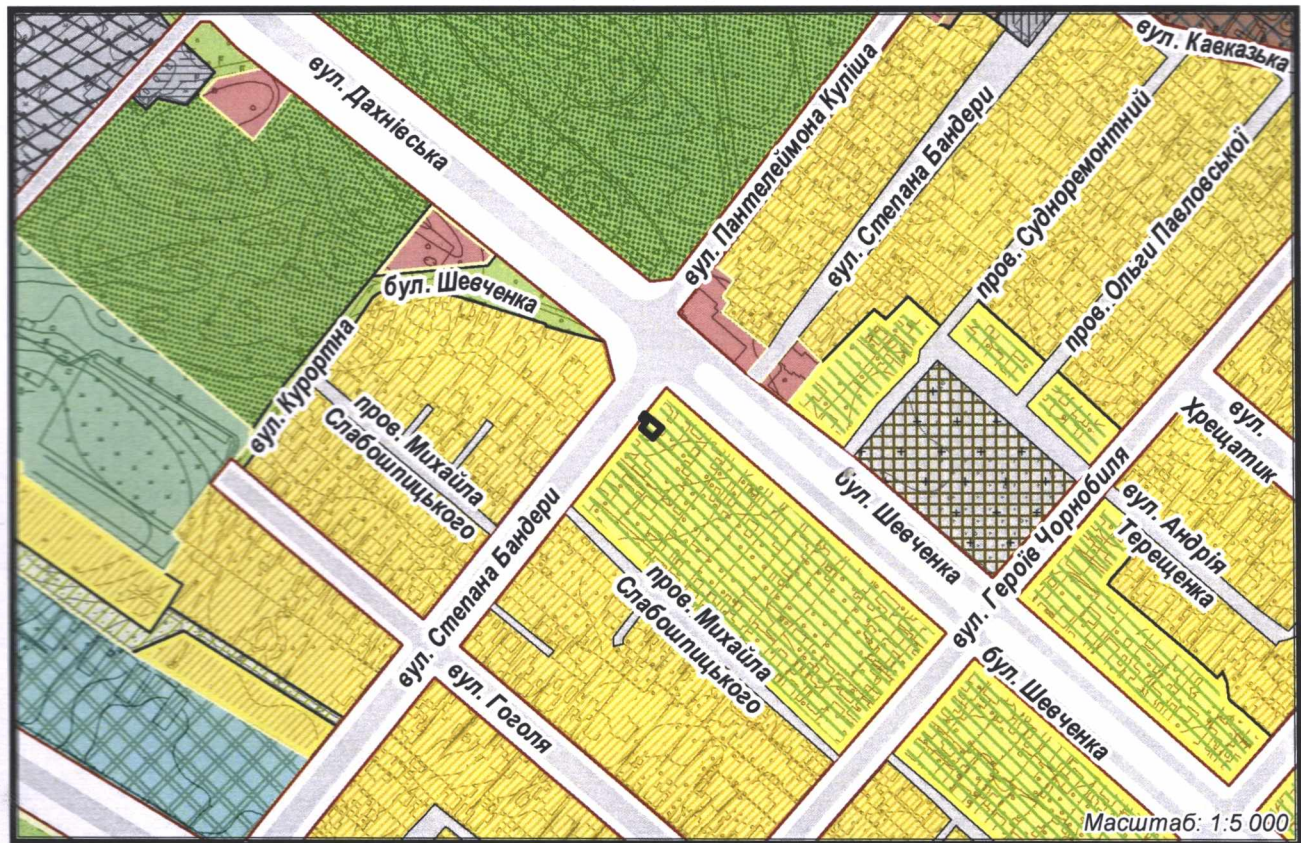 вул. Кавказька
вул. Дахнівська
вул. Пантелеймона Куліша
вул. Степана Бандери
пров. Судноремонтний
пров. Ольги Павловської
бул. Шевченка
вул. Курортна
пров. Михайла
Слабошпицького
вул. Степана Бандери
бул. Шевченка
вул. Героїв Чорнобиля
вул.
Хрещатик
вул. Андрія
Терещенка
пров. Михайла
Слабошпицького
вул. Гоголя
бул. Шевченка
Масштаб: 1:5 000